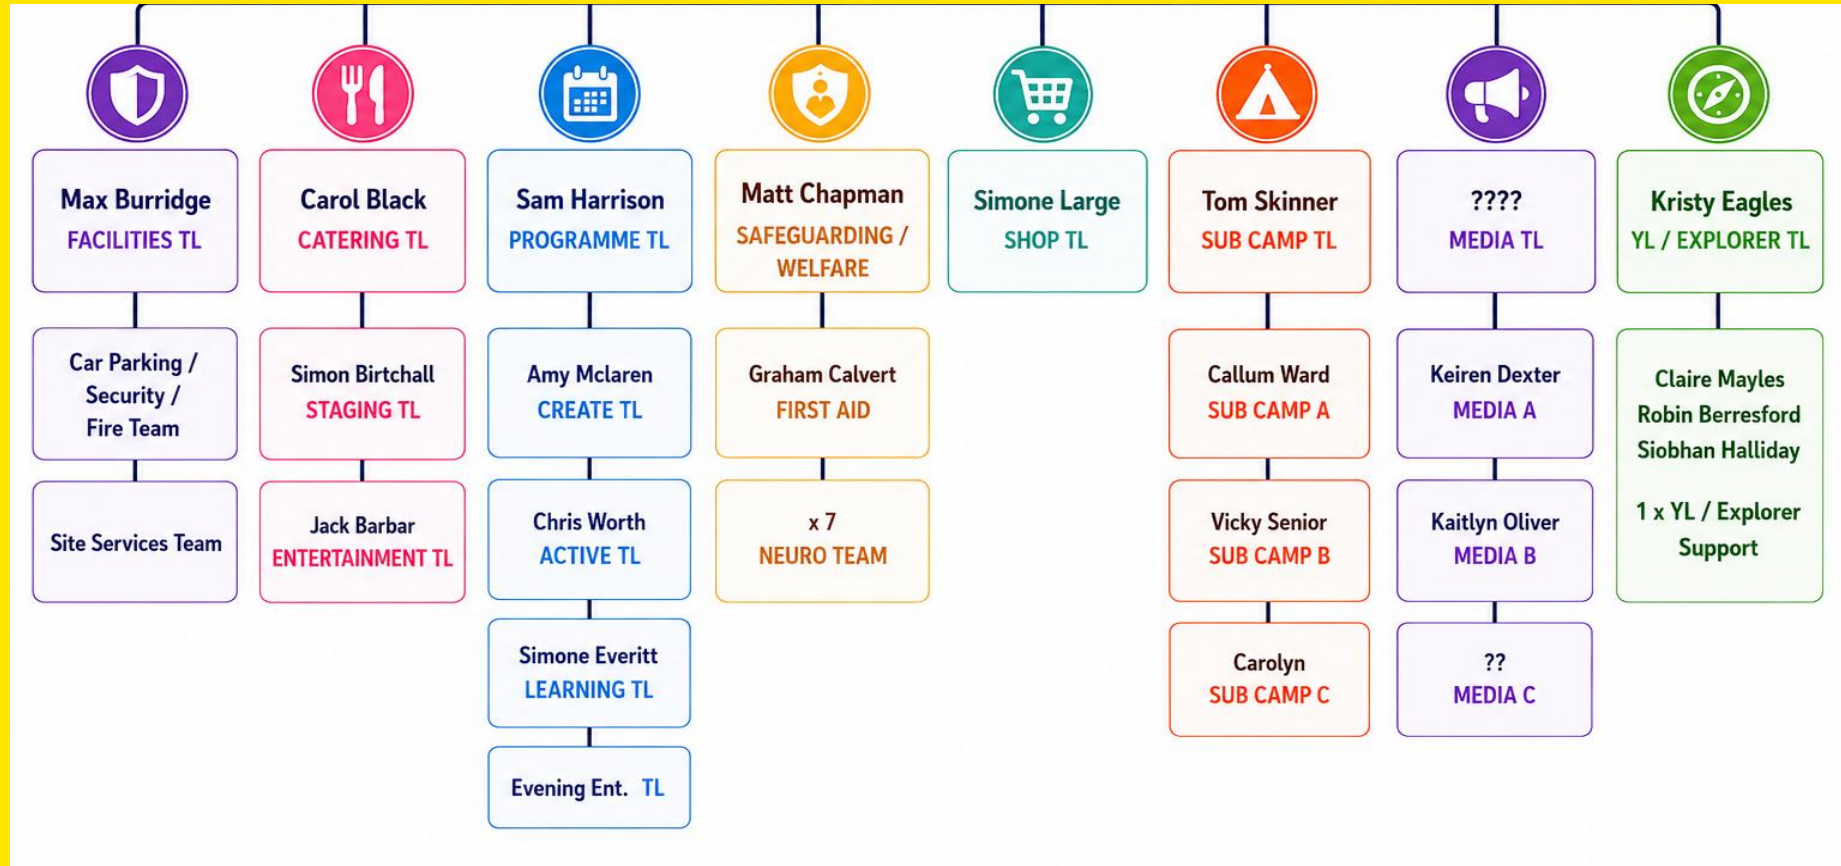 Max Burridge
FACILITIES TL
Car Parking /
Security /
Fire Team
Site Services Team
Carol Black
CATERING TL
Simon Birtchall
STAGING TL
Jack Barbar
ENTERTAINMENT TL
Sam Harrison
PROGRAMME TL
Amy Mclaren
CREATE TL
Chris Worth
ACTIVE TL
Simone Everitt
LEARNING TL
Evening Ent. TL
Matt Chapman
SAFEGUARDING /
WELFARE
Graham Calvert
FIRST AID
x 7
NEURO TEAM
Simone Large
SHOP TL
Tom Skinner
SUB CAMP TL
Callum Ward
SUB CAMP A
Vicky Senior
SUB CAMP B
Carolyn
SUB CAMP C
????
MEDIA TL
Keiren Dexter
MEDIA A
Kaitlyn Oliver
MEDIA B
??
MEDIA C
Kristy Eagles
YL / EXPLORER TL
Claire Mayles
Robin Berresford
Siobhan Halliday
1 x YL / Explorer
Support